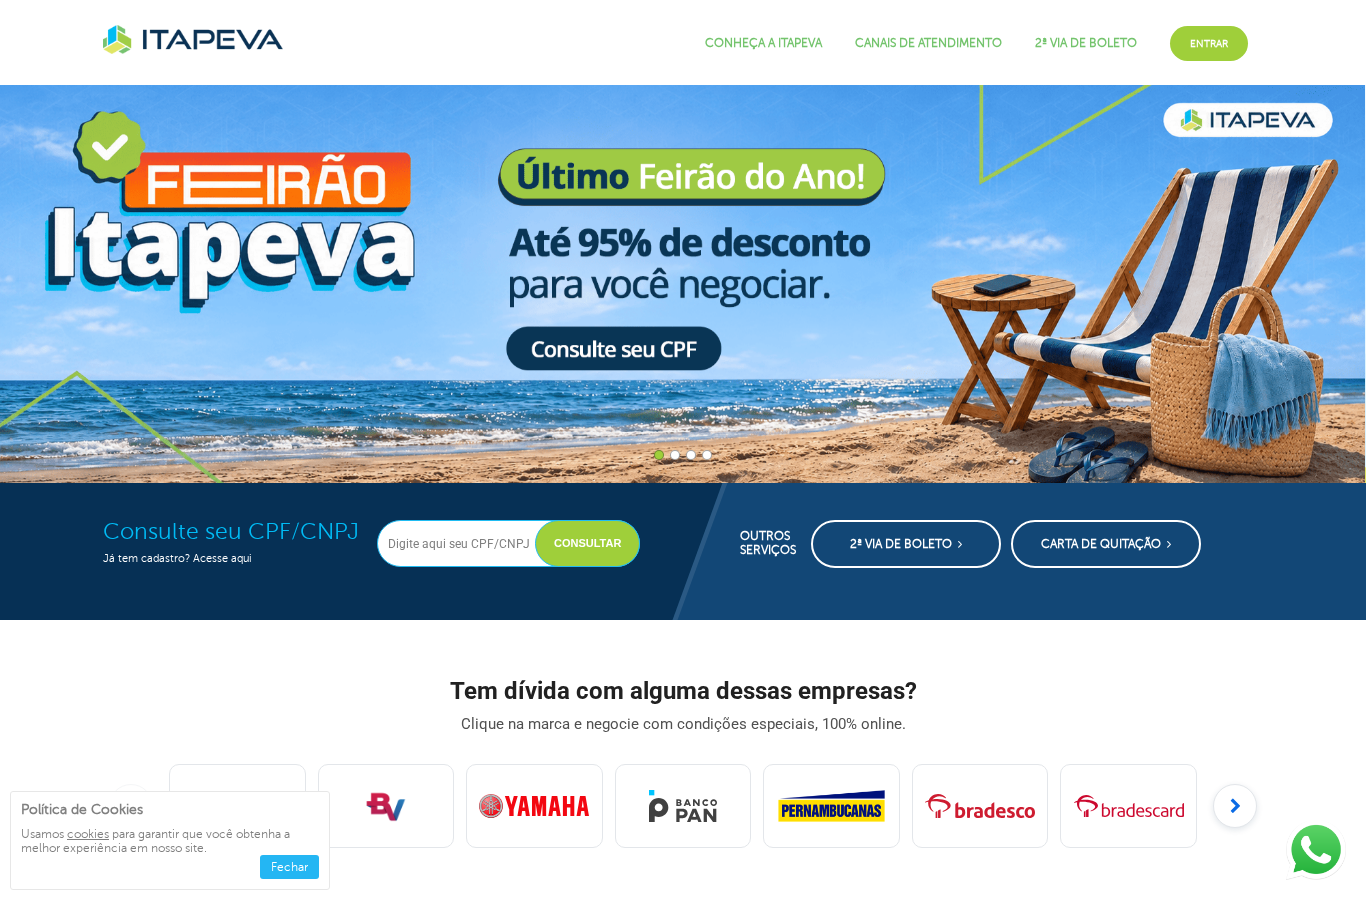 ITAPEVA
CONHEÇA A ITAPEVA
CANAIS DE ATENDIMENTO
2ª VIA DE BOLETO
ENTRAR
ITAPEVA
FEIRÃO
Itapeva
Último Feirão do Ano!
Até 95% de desconto
para você negociar.
Consulte seu CPF
Consulte seu CPF/CNPJ
Já tem cadastro? Acesse aqui
Digite aqui seu CPF/CNPJ
CONSULTAR
OUTROS
SERVIÇOS
2ª VIA DE BOLETO
CARTA DE QUITAÇÃO
Tem dívida com alguma dessas empresas?
Clique na marca e negocie com condições especiais, 100% online.
BV
YAMAHA
BANCO
PAN
PERNAMBUCANAS
bradesco
bradescard
Política de Cookies
Usamos cookies para garantir que você obtenha a
melhor experiência em nosso site.
Fechar